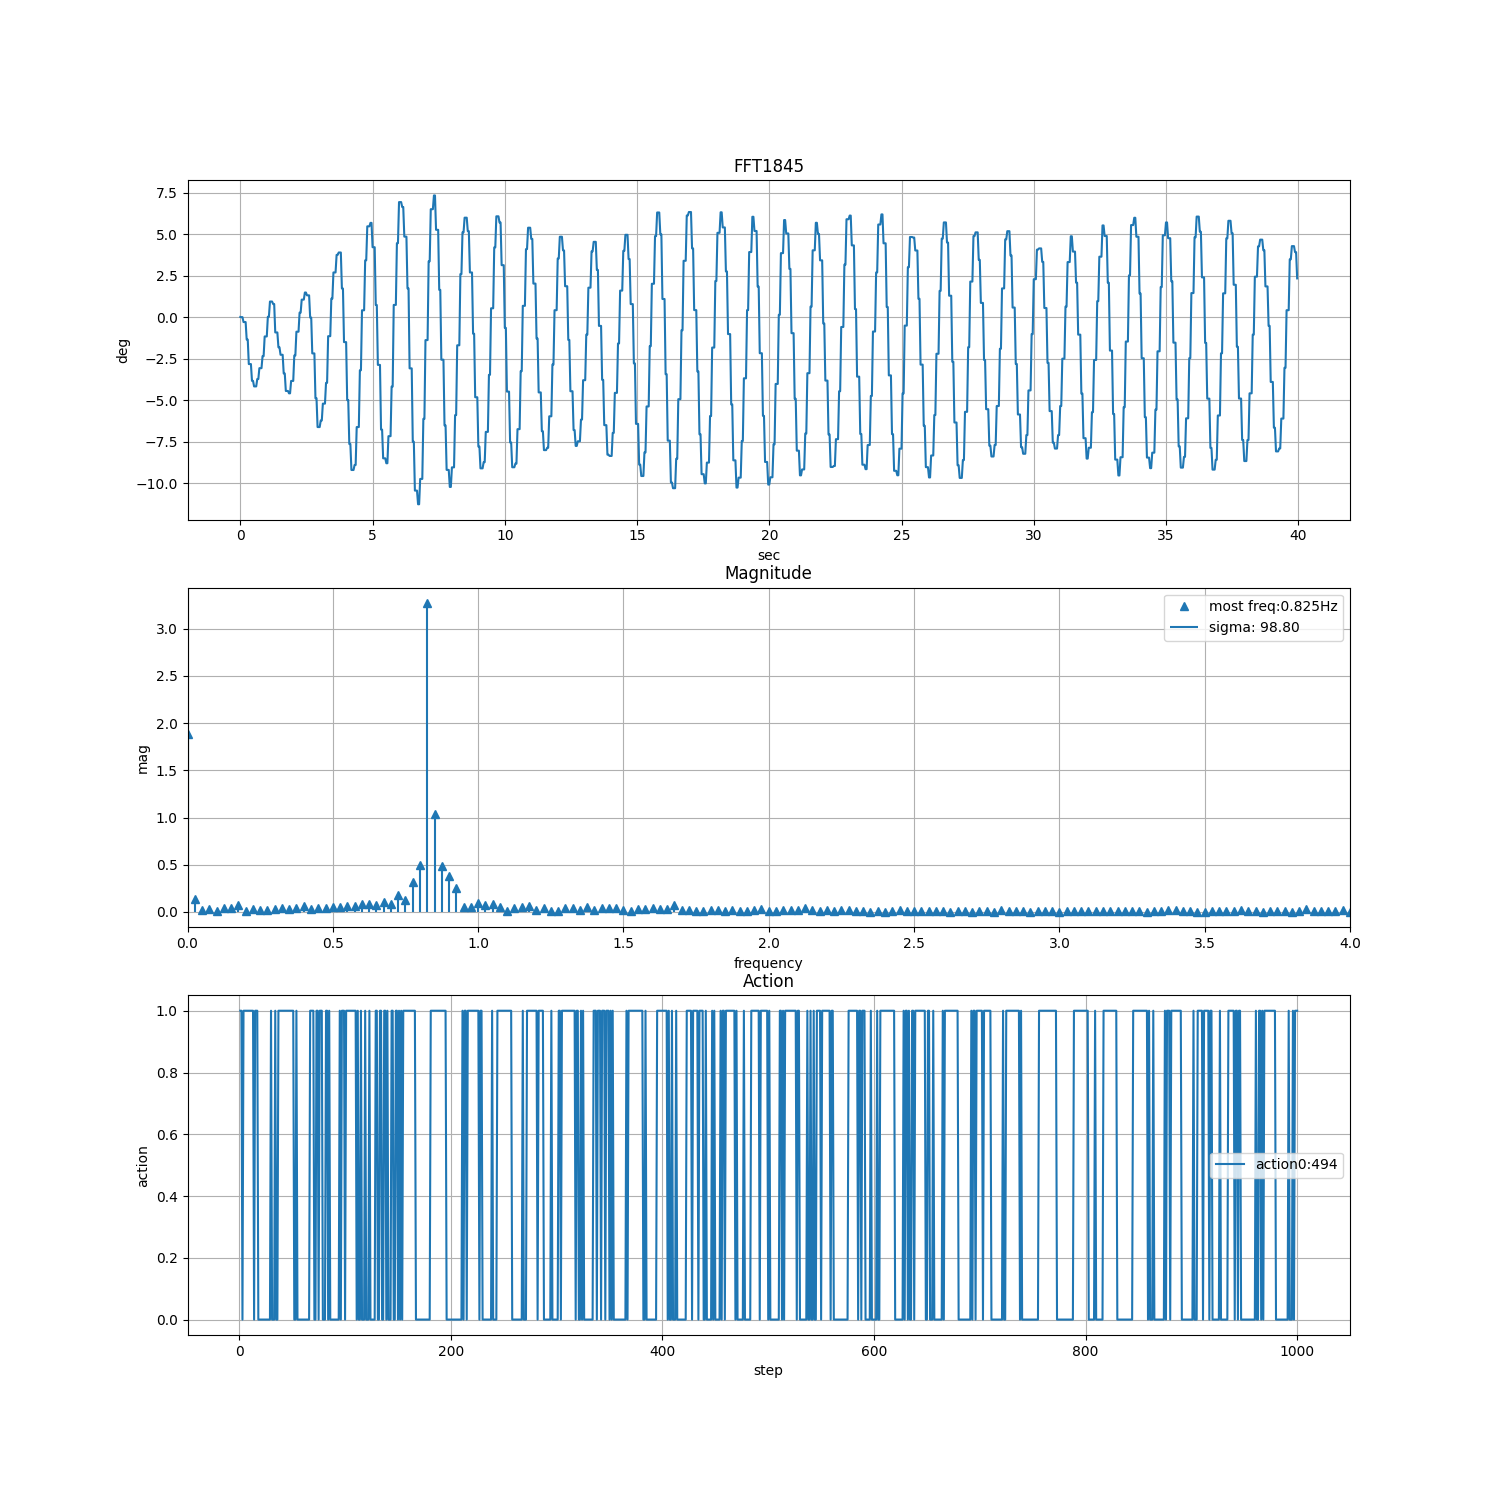 FFT1845
7.5
5.0
2.5
0.0
−2.5
−5.0
−7.5
−10.0
deg
0 5 10 15 20 25 30 35 40
sec
Magnitude
most freq:0.825Hz
sigma: 98.80
3.0
2.5
2.0
1.5
1.0
0.5
0.0
mag
0.0 0.5 1.0 1.5 2.0 2.5 3.0 3.5 4.0
frequency
Action
1.0
0.8
0.6
0.4
0.2
0.0
action
action0:494
0 200 400 600 800 1000
step